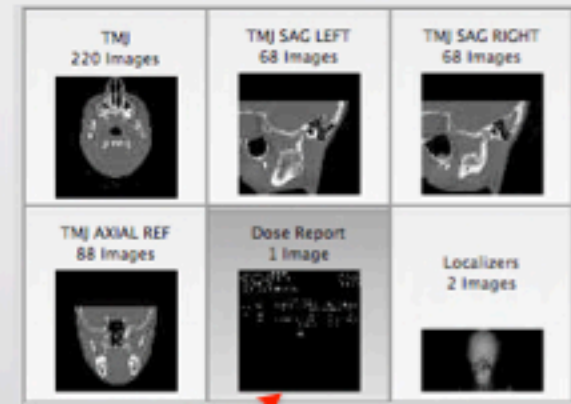 TMJ
220 Images
TMJ SAG LEFT
68 Images
TMJ SAG RIGHT
68 Images
TMJ AXIAL REF
88 Images
Dose Report
1 Image
Localizers
2 Images